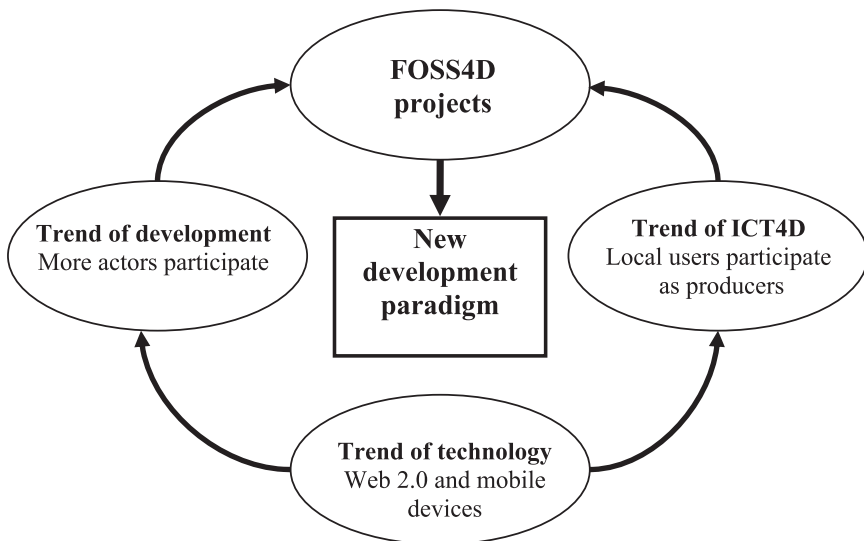 FOSS4D
projects
Trend of development
More actors participate
New
development
paradigm
Trend of ICT4D
Local users participate
as producers
Trend of technology
Web 2.0 and mobile
devices